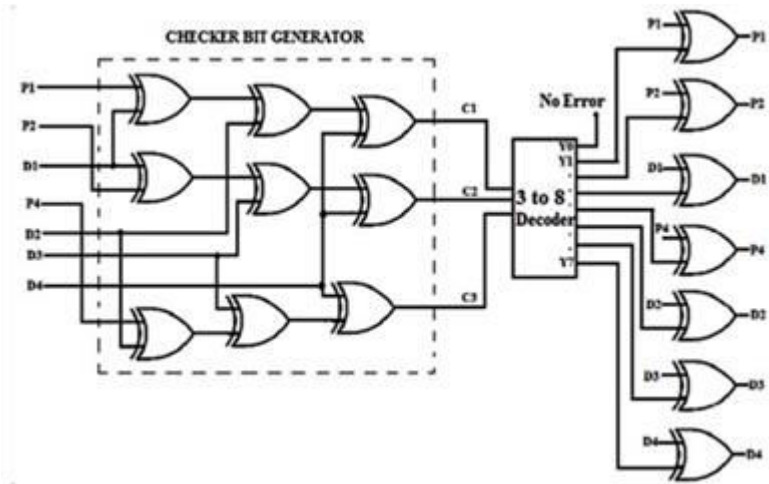 CHECKER BIT GENERATOR
P1
P2
D1
P4
D2
D3
D4
C1
C2
C3
No Error
3 to 8
Decoder
Y0
Y1
Y7
P1
P1
P2
P2
D1
D1
P4
P4
D2
D2
D3
D3
D4
D4